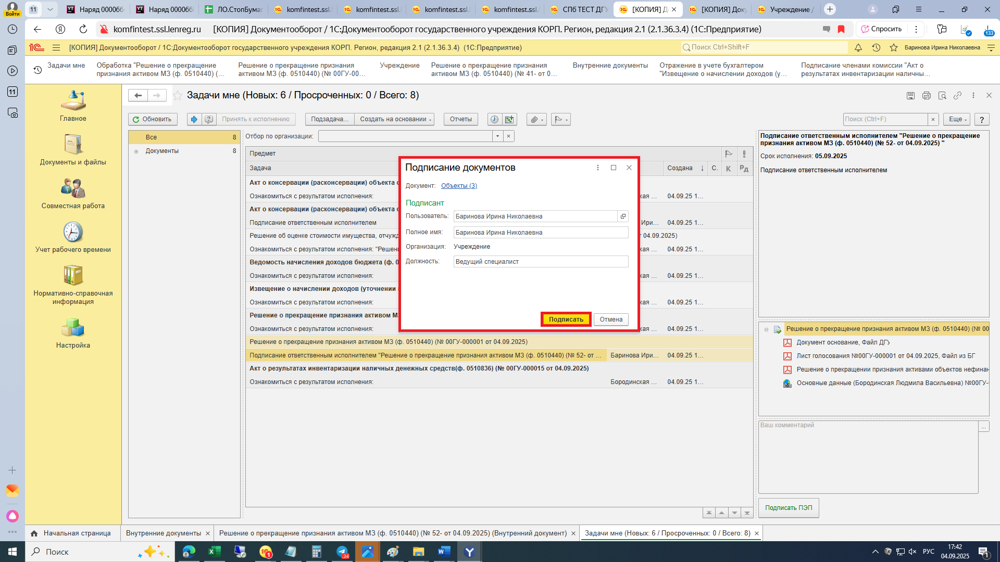 Войти
11
Наряд 00006б
Наряд 00006б
ЛО.СтопБумаг
komfintest.ssl.
komfintest.ssl.
komfintest.ssl.
komfintest.ssl.
СПб ТЕСТ ДГУ
[КОПИЯ] Д
[КОПИЯ] Доку
Учреждение /
komfintest.ssl.lenreg.ru
[КОПИЯ] Документооборот / 1С:Документооборот государственного учреждения КОРП. Регион, редакция 2.1 (2.1.36.3.4) (1С:Предприятие)
Спросить
133
[КОПИЯ] Документооборот / 1С:Документооборот государственного учреждения КОРП. Регион, редакция 2.1 (2.1.36.3.4) (1С:Предприятие)
Поиск Ctrl+Shift+F
Баринова Ирина Николаевна
11
Задачи мне
Обработка "Решение о прекращение
признания активом МЗ (ф. 0510440) (...
Решение о прекращение признания
активом МЗ (ф. 0510440) (№ 00ГУ-00...
Учреждение
Решение о прекращение признания
активом МЗ (ф. 0510440) (№ 41- от 0...
Внутренние документы
Отражение в учете бухгалтером
"Извещение о начислении доходов (у...
Подписание членами комиссии "Акт о
результатах инвентаризации наличны...
Главное
Документы и файлы
Совместная работа
Учет рабочего времени
Нормативно-справочная
информация
Настройка
Задачи мне (Новых: 6 / Просроченных: 0 / Всего: 8)
Обновить
Принять к исполнению
Подзадача...
Создать на основании
Отчеты
Поиск (Ctrl+F)
×
Еще
?
Все 8
Документы 8
Отбор по организации:
Предмет
Задача
Создана ↓
С.
К
Рд
Акт о консервации (расконсервации) объекта о
Ознакомиться с результатом исполнения:
кая ...
04.09.25 1...
Акт о консервации (расконсервации) объекта о
Подписание ответственным исполнителем
Ири...
04.09.25 1...
Решение об оценке стоимости имущества, отчужд
т 04.09.2025)
Ознакомиться с результатом исполнения: "Решен
кая ...
04.09.25 1...
Ведомость начисления доходов бюджета (ф. 0
Ознакомиться с результатом исполнения:
кая ...
04.09.25 1...
Извещение о начислении доходов (уточнении
Ознакомиться с результатом исполнения:
кая ...
04.09.25 1...
Решение о прекращение признания активом МЗ
Ознакомиться с результатом исполнения:
кая ...
04.09.25 1...
Решение о прекращение признания активом МЗ (ф. 0510440) (№ 00ГУ-000001 от 04.09.2025)
Подписание ответственным исполнителем "Решение о прекращение признания активом МЗ (ф. 0510440) (№ 52- от ...
Баринова Ири...
04.09.25 1...
Акт о результатах инвентаризации наличных денежных средств(ф. 0510836) (№ 00ГУ-000015 от 04.09.2025)
Ознакомиться с результатом исполнения:
Бородинская ...
04.09.25 1...
Подписание документов
Документ: Объекты (3)
Подписант
Пользователь: Баринова Ирина Николаевна
Полное имя: Баринова Ирина Николаевна
Организация: Учреждение
Должность: Ведущий специалист
Подписать
Отмена
Подписание ответственным исполнителем "Решение о прекращение
признания активом МЗ (ф. 0510440) (№ 52- от 04.09.2025) "
Срок исполнения: 05.09.2025
Подписание ответственным исполнителем
Решение о прекращение признания активом МЗ (ф. 0510440) (№ 00
Документ основание, Файл ДГУ
Лист голосования №00ГУ-000001 от 04.09.2025, Файл из БГ
Решение о прекращении признания активами объектов нефинан
Основные данные (Бородинская Людмила Васильевна) №00ГУ-
Ваш комментарий
...
Подписать ПЭП
Начальная страница
Внутренние документы ×
Решение о прекращение признания активом МЗ (ф. 0510440) (№ 52- от 04.09.2025) (Внутренний документ) ×
Задачи мне (Новых: 6 / Просроченных: 0 / Всего: 8) ×
Поиск
1
24
РУС
17:42
04.09.2025
1